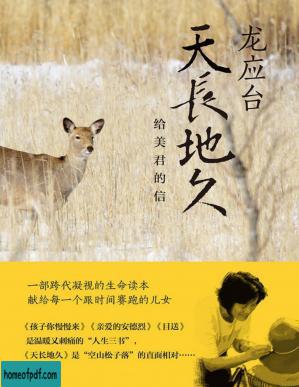 龙应台
天長地久
给美君的信
一部跨代凝视的生命读本
献给每一个跟时间赛跑的儿女
《孩子你慢慢来》《亲爱的安德烈》《目送》
是温暖又刺痛的“人生三书”，
《天长地久》是“空山松子落”的直面相对……
homeofpdf.com